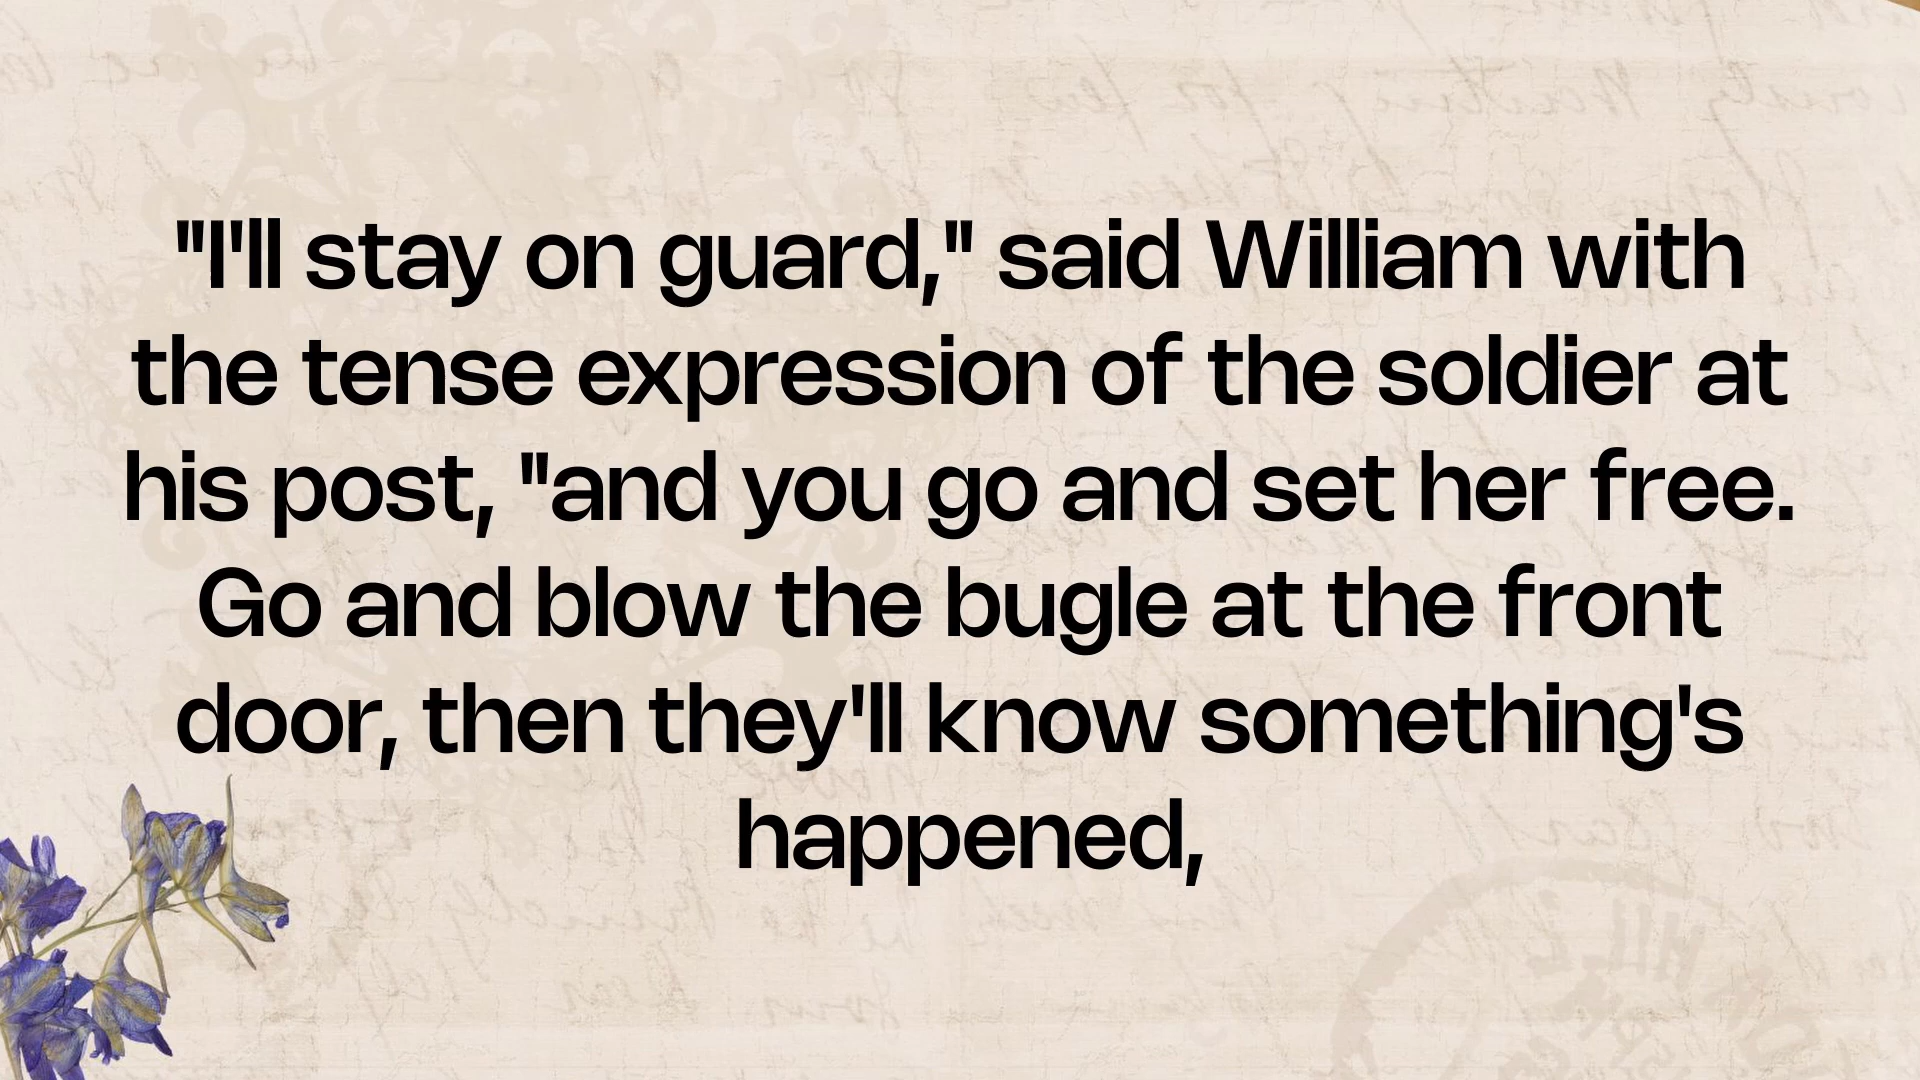 "I'll stay on guard," said William with
the tense expression of the soldier at
his post, "and you go and set her free.
Go and blow the bugle at the front
door, then they'll know something's
happened,